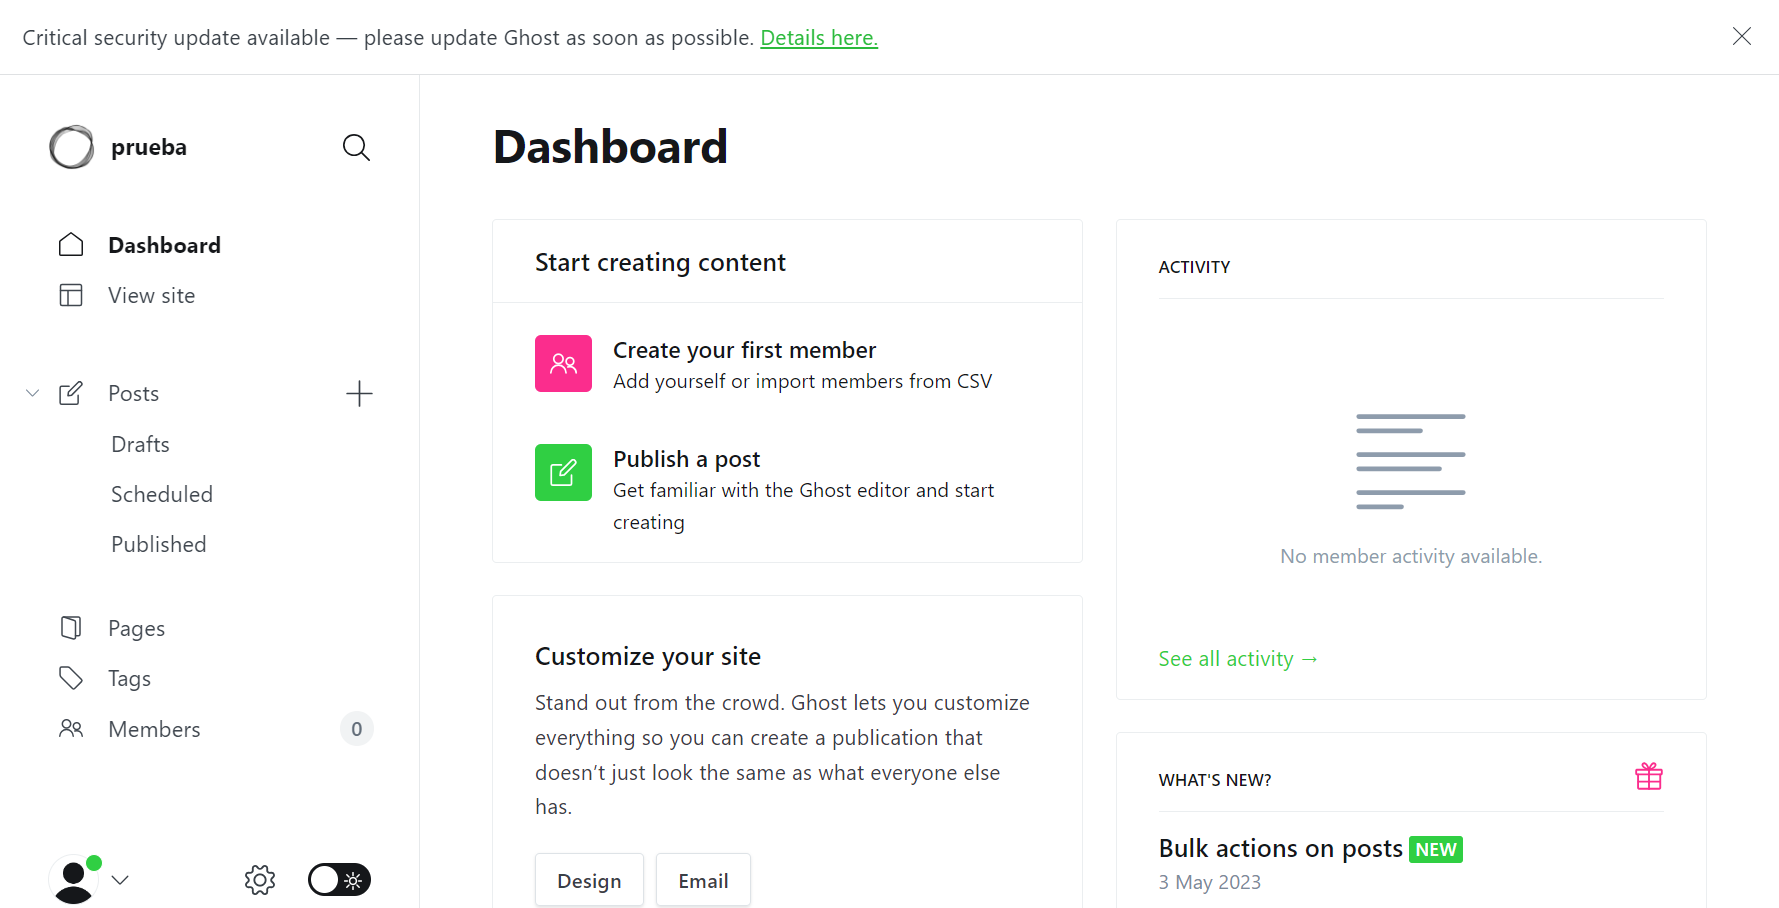 Critical security update available — please update Ghost as soon as possible. Details here.
prueba
Dashboard
View site
Posts
Drafts
Scheduled
Published
Pages
Tags
Members
0
Dashboard
Start creating content
Create your first member
Add yourself or import members from CSV
Publish a post
Get familiar with the Ghost editor and start
creating
Customize your site
Stand out from the crowd. Ghost lets you customize
everything so you can create a publication that
doesn’t just look the same as what everyone else
has.
Design
Email
ACTIVITY
No member activity available.
See all activity →
WHAT'S NEW?
Bulk actions on posts NEW
3 May 2023